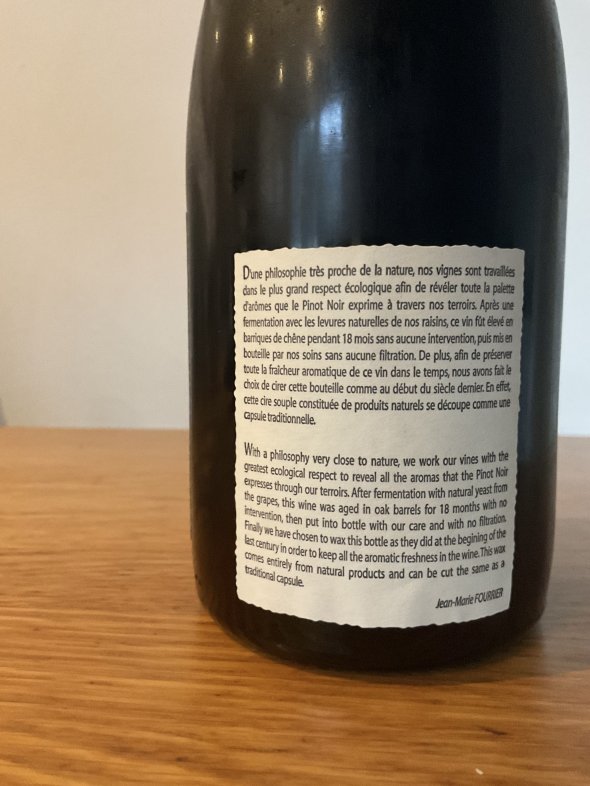 D'une philosophie très proche de la nature, nos vignes sont travaillées
dans le plus grand respect écologique afin de révéler toute la palette
d'arômes que le Pinot Noir exprime à travers nos terroirs. Après une
fermentation avec les levures naturelles de nos raisins, ce vin fût élevé en
barriques de chêne pendant 18 mois sans aucune intervention, puis mis en
bouteille par nos soins sans aucune filtration. De plus, afin de préserver
toute la fraîcheur aromatique de ce vin dans le temps, nous avons fait le
choix de cirer cette bouteille comme au début du siècle dernier. En effet,
cette cire souple constituée de produits naturels se découpe comme une
capsule traditionnelle.
With a philosophy very close to nature, we work our vines with the
greatest ecological respect to reveal all the aromas that the Pinot Noir
expresses through our terroirs. After fermentation with natural yeast from
the grapes, this wine was aged in oak barrels for 18 months with no
intervention, then put into bottle with our care and with no filtration.
Finally we have chosen to wax this bottle as they did at the begining of the
last century in order to keep all the aromatic freshness in the wine. This wax
comes entirely from natural products and can be cut the same as a
traditional capsule.
Jean-Marie FOURRIER